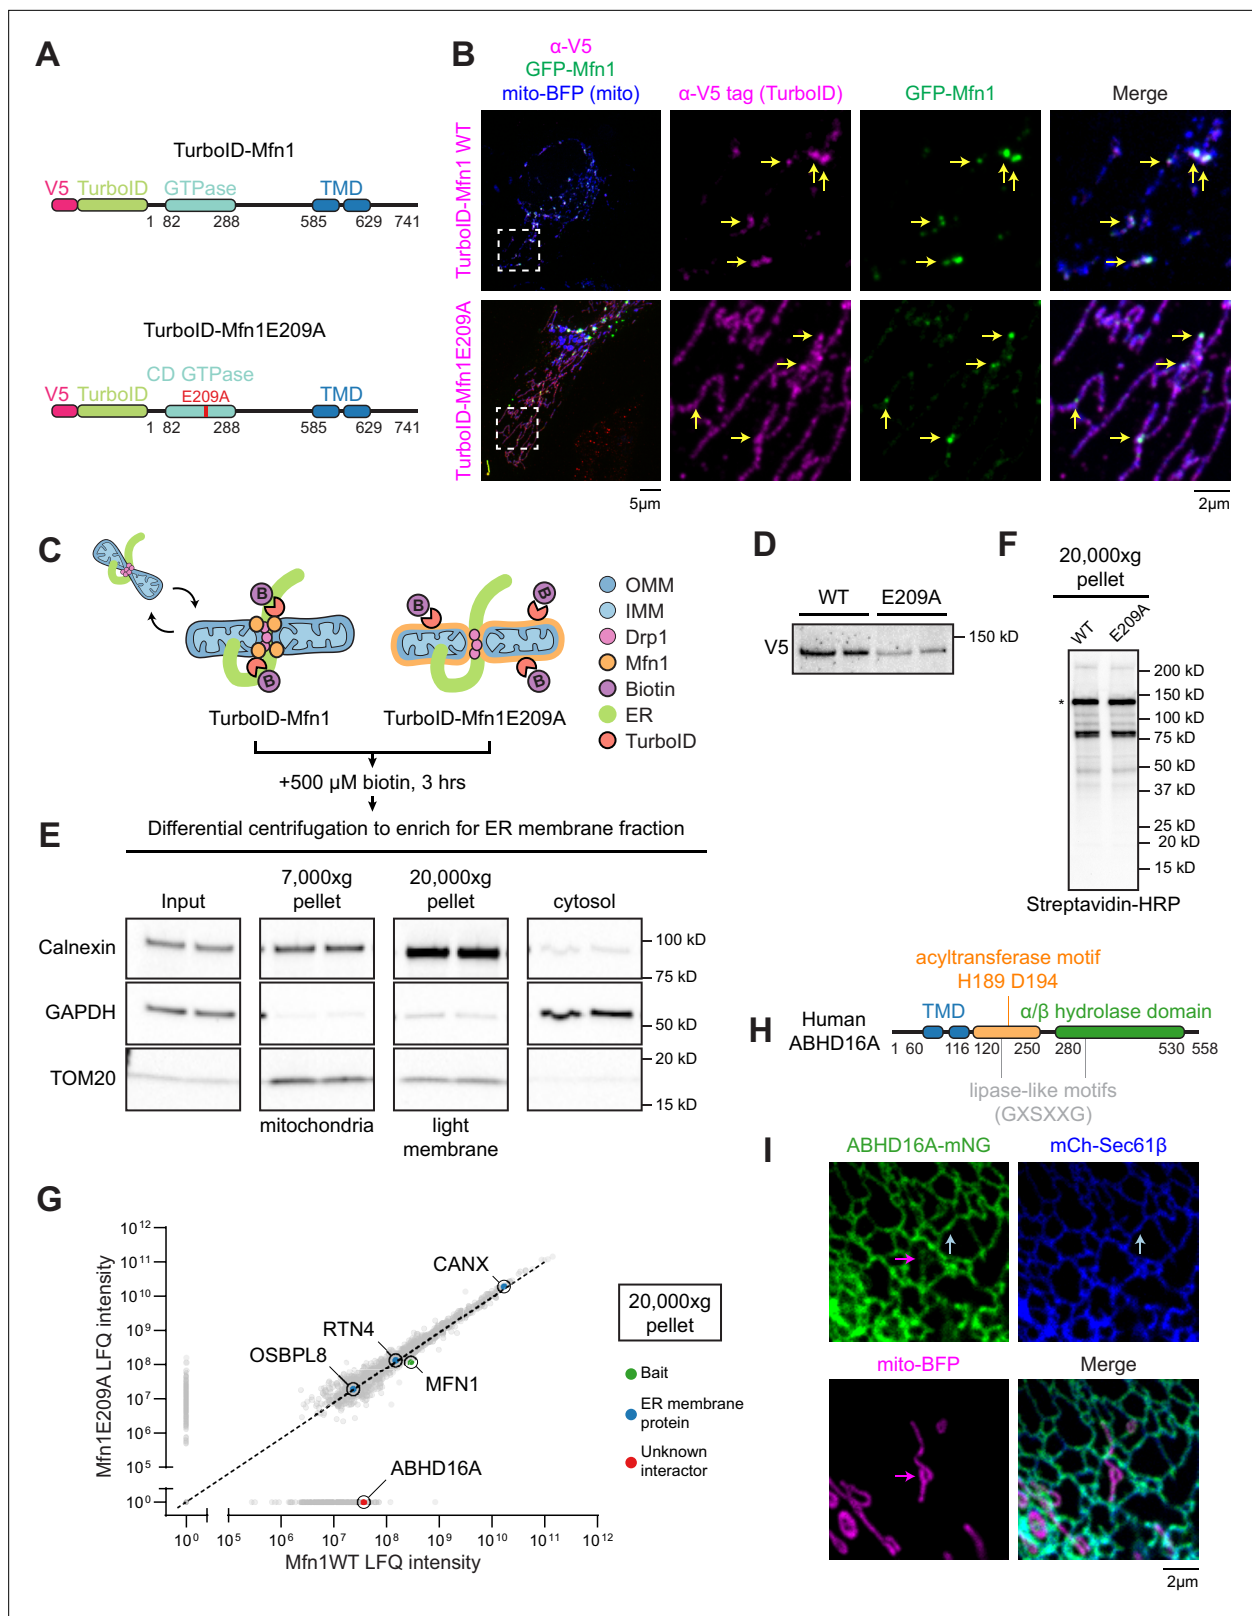 A
TurboID-Mfn1
V5 TurboID GTPase TMD
1 82 288 585 629 741
TurboID-Mfn1E209A
CD GTPase
E209A
V5 TurboID TMD
1 82 288 585 629 741
B
α-V5
GFP-Mfn1
mito-BFP (mito)
α-V5 tag (TurboID)
GFP-Mfn1
Merge
TurboID-Mfn1 WT
TurboID-Mfn1E209A
5µm
2µm
C
B
B
B
B
TurboID-Mfn1
TurboID-Mfn1E209A
OMM
IMM
Drp1
Mfn1
Biotin
ER
TurboID
+500 µM biotin, 3 hrs
Differential centrifugation to enrich for ER membrane fraction
D
WT E209A
V5
150 kD
E
Input
7,000xg
pellet
20,000xg
pellet
cytosol
Calnexin
100 kD
75 kD
GAPDH
50 kD
TOM20
20 kD
15 kD
mitochondria
light
membrane
F
20,000xg
pellet
WT
E209A
*
200 kD
150 kD
100 kD
75 kD
50 kD
37 kD
25 kD
20 kD
15 kD
Streptavidin-HRP
G
Mfn1E209A LFQ intensity
10¹²
10¹¹
10¹⁰
10⁹
10⁸
10⁷
10⁶
10⁵
10⁰
CANX
RTN4
OSBPL8
MFN1
ABHD16A
10⁰ 10⁵ 10⁶ 10⁷ 10⁸ 10⁹ 10¹⁰ 10¹¹ 10¹²
Mfn1WT LFQ intensity
20,000xg
pellet
Bait
ER membrane
protein
Unknown
interactor
H
acyltransferase motif
H189 D194
TMD α/β hydrolase domain
Human
ABHD16A
1 60 116 120 250 280 530 558
lipase-like motifs
(GXSXXG)
I
ABHD16A-mNG
mCh-Sec61β
mito-BFP
Merge
2µm